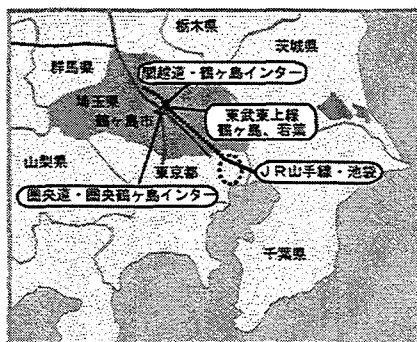 栃木県
茨城県
群馬県
関越道・鶴ヶ島インター
埼玉県
鶴ヶ島市
東武東上線
鶴ヶ島、若葉
山梨県
東京都
JR山手線・池袋
圏央道・圏央鶴ヶ島インター
千葉県